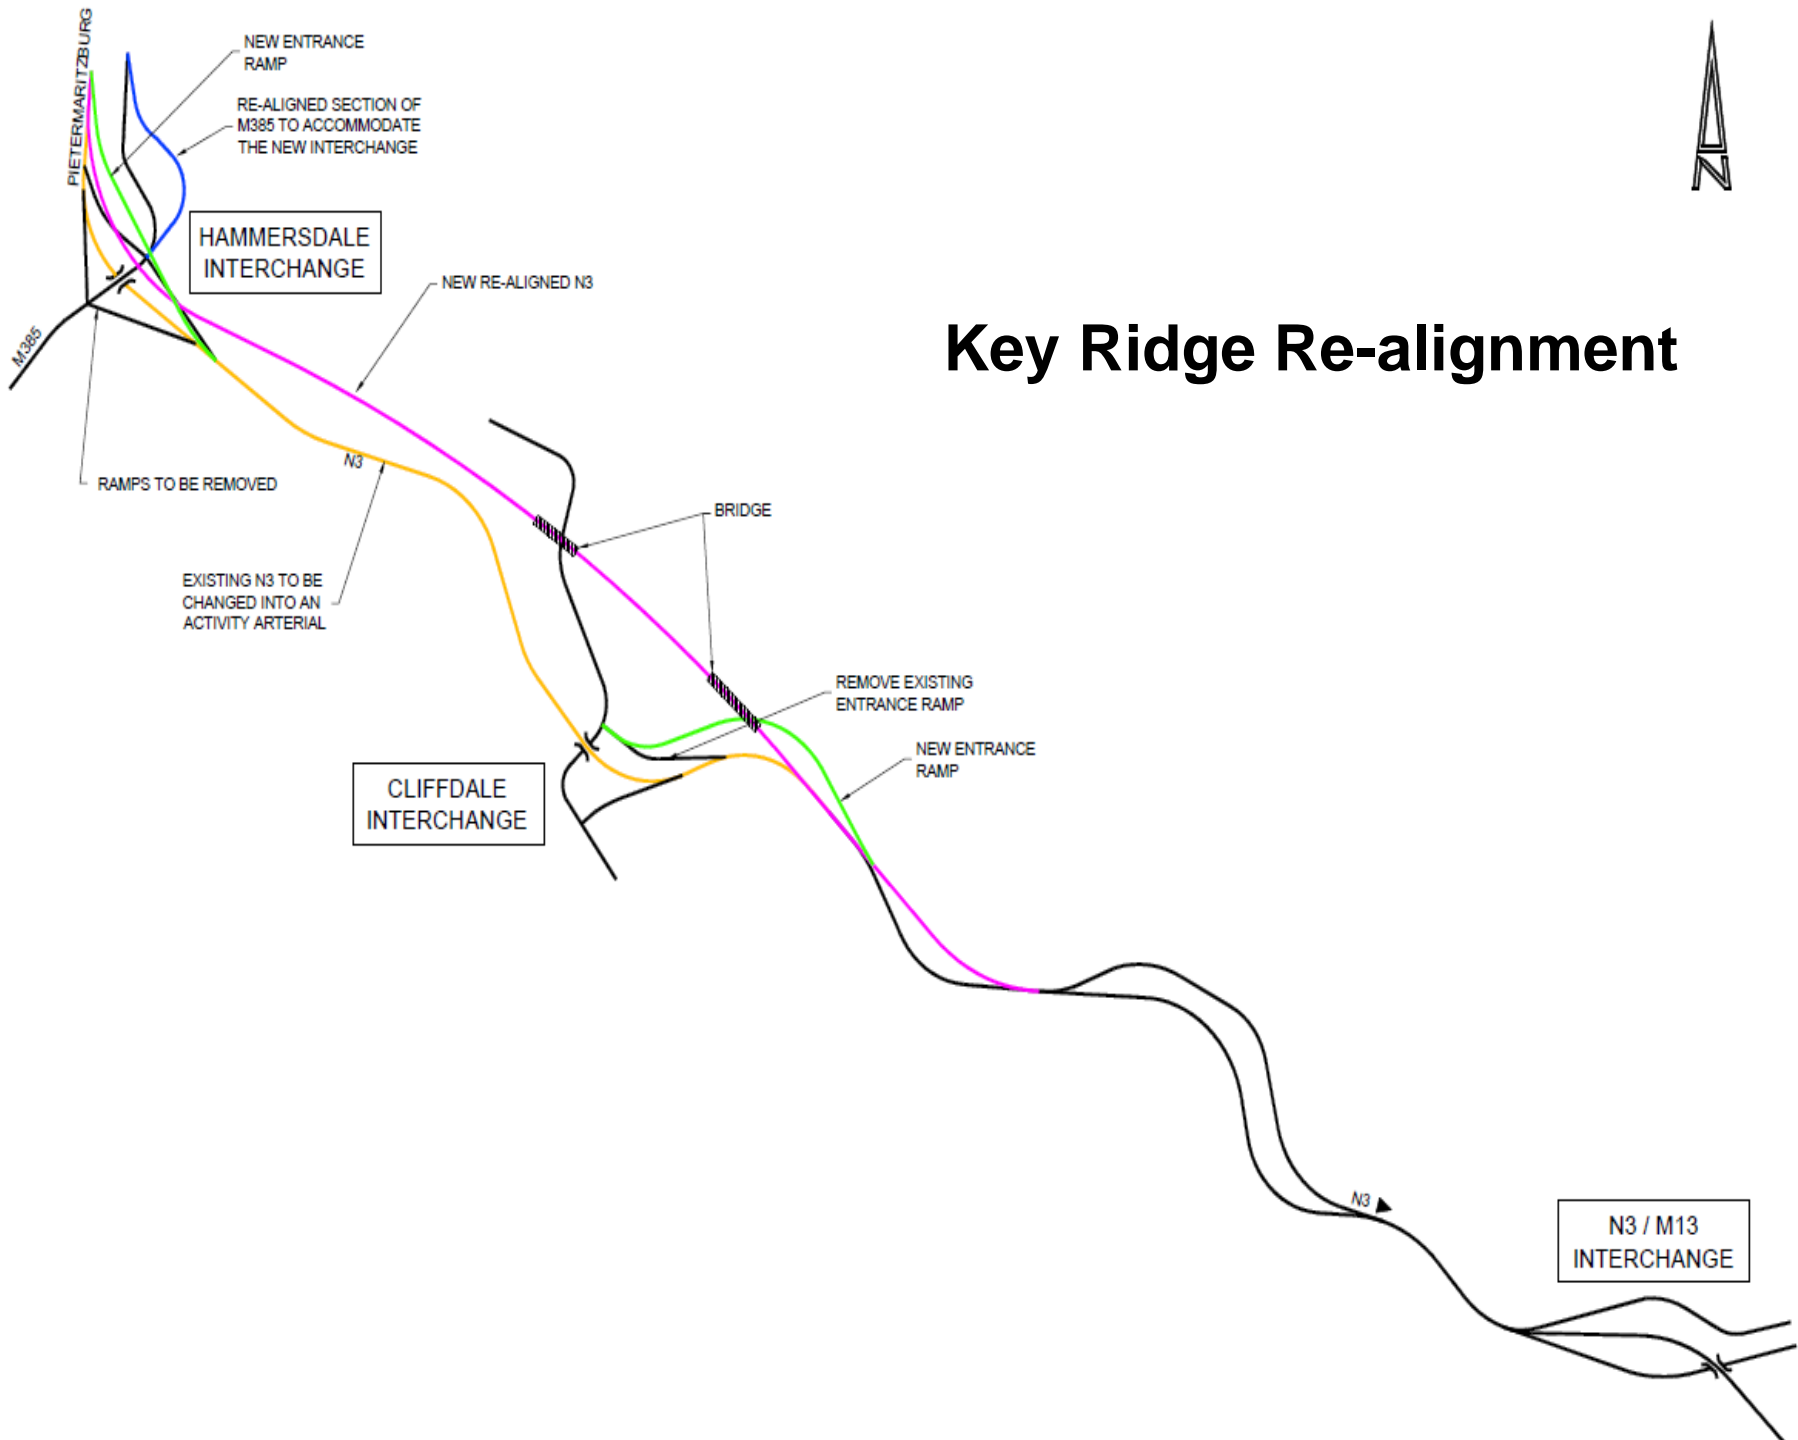 PIETERMARITZBURG
NEW ENTRANCE
RAMP
RE-ALIGNED SECTION OF
M385 TO ACCOMMODATE
THE NEW INTERCHANGE
N
HAMMERSDALE
INTERCHANGE
NEW RE-ALIGNED N3
M385
Key Ridge Re-alignment
N3
RAMPS TO BE REMOVED
BRIDGE
EXISTING N3 TO BE
CHANGED INTO AN
ACTIVITY ARTERIAL
REMOVE EXISTING
ENTRANCE RAMP
NEW ENTRANCE
RAMP
CLIFFDALE
INTERCHANGE
N3
N3 / M13
INTERCHANGE